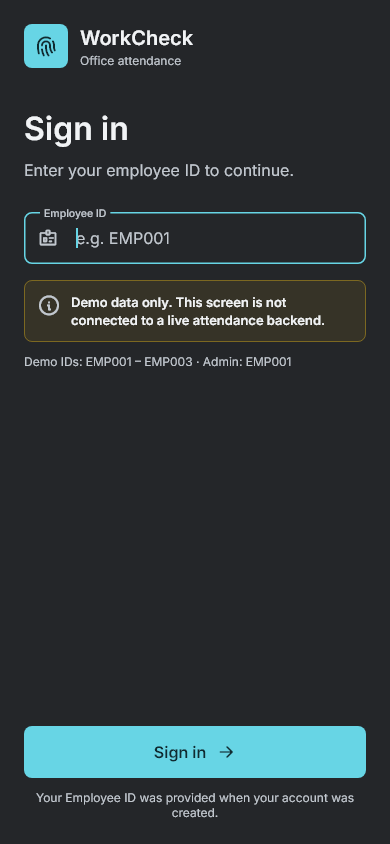 WorkCheck
Office attendance
Sign in
Enter your employee ID to continue.
Employee ID
e.g. EMP001
Demo data only. This screen is not
connected to a live attendance backend.
Demo IDs: EMP001 – EMP003 · Admin: EMP001
Sign in →
Your Employee ID was provided when your account was
created.